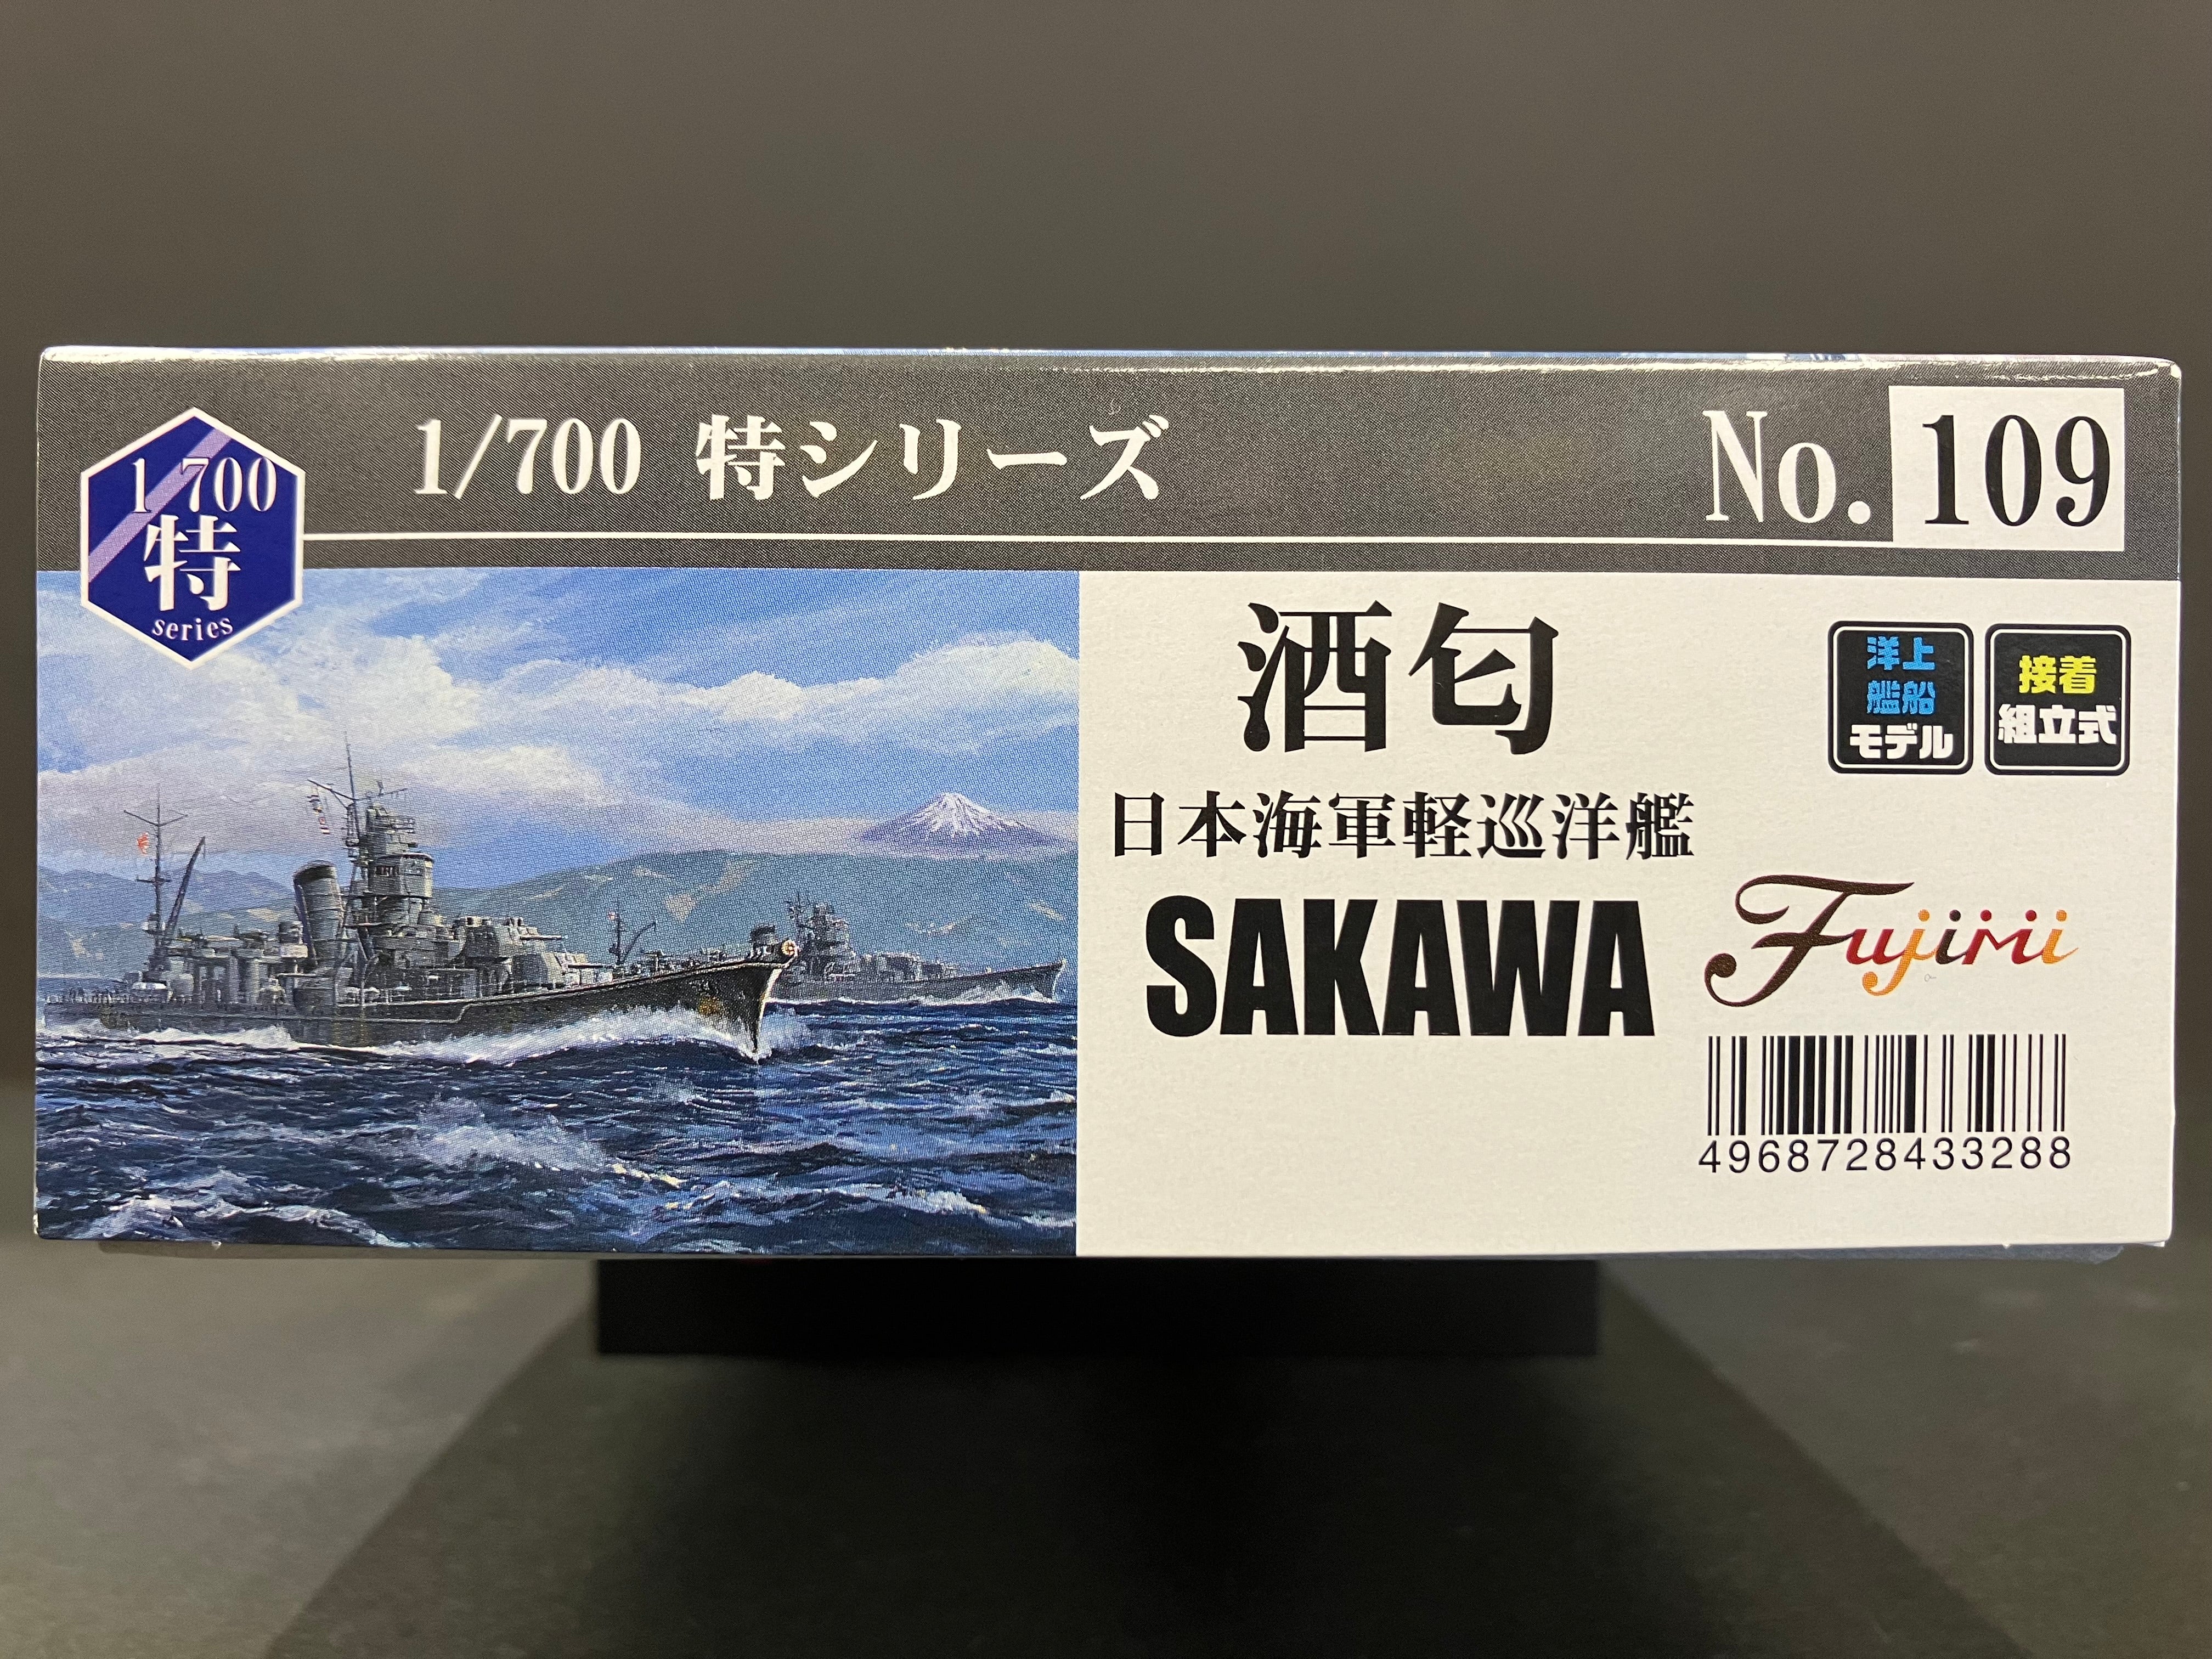 1/700
特
series
1/700 特シリーズ
No. 109
酒匂
日本海軍軽巡洋艦
SAKAWA
洋上
艦船
モデル
接着
組立式
Fujimi
4968728433288